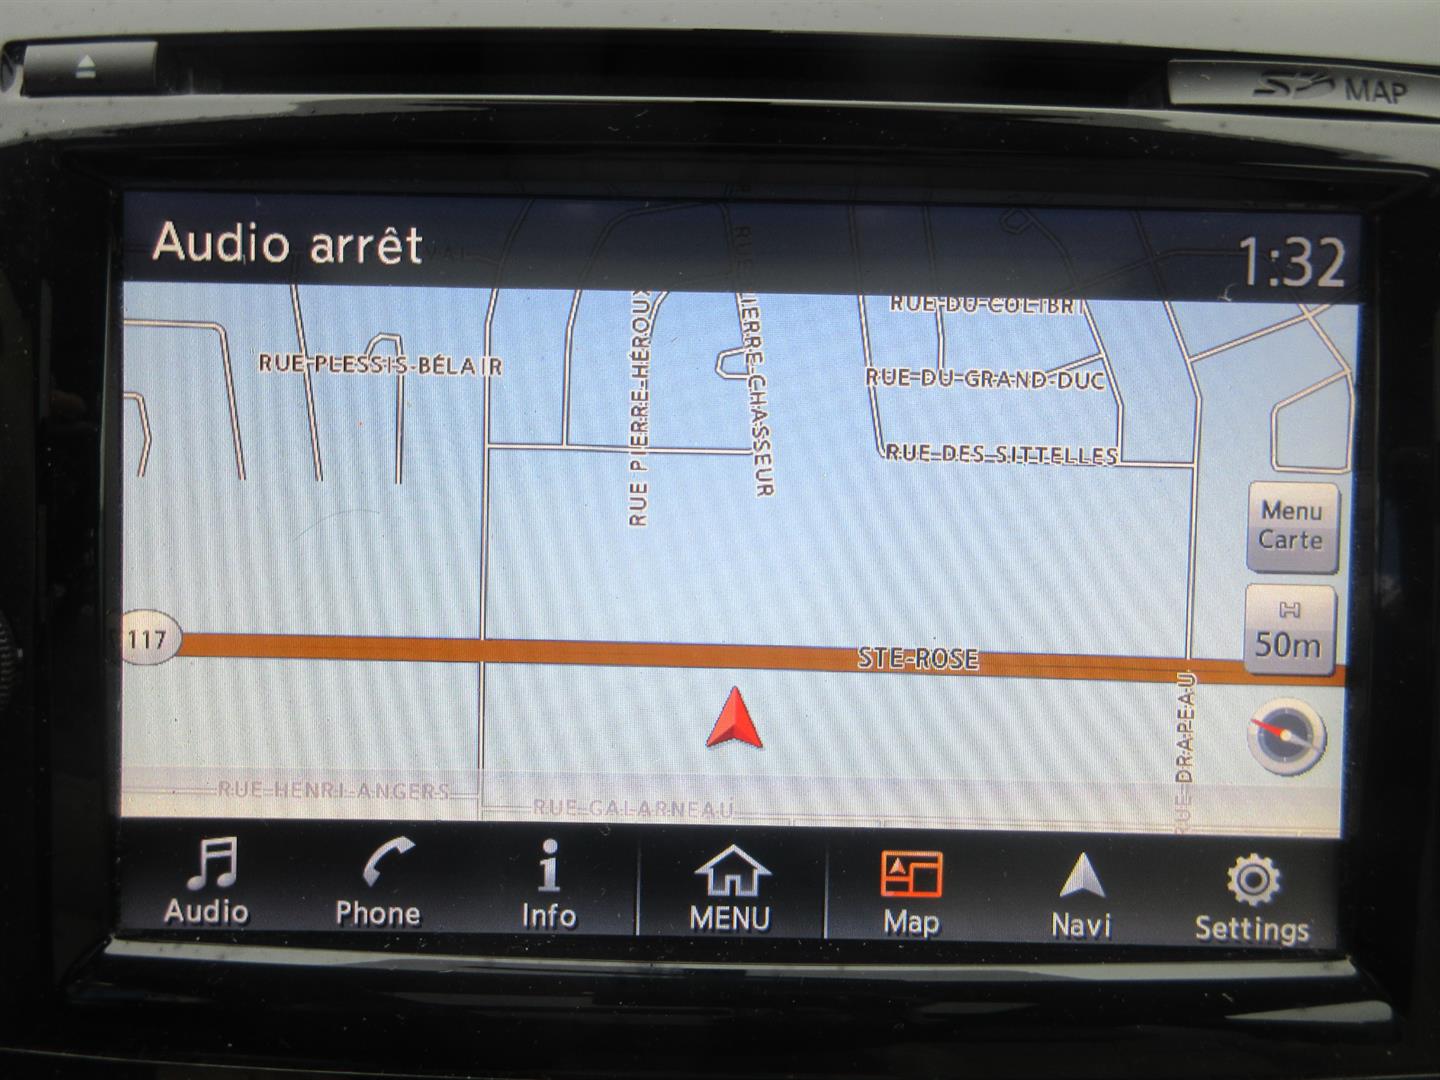 MAP
Audio arrêt
1:32
RUE DU COLIBRI
RUE PLESSIS-BÉLAIR
RUE PIERRE-HÉROUX
RUE DU GRAND-DUC
RUE DES SITTELLES
Menu
Carte
50m
117
STE-ROSE
RUE DRAPEAU
RUE HENRI-ANGERS
RUE GALARNEAU
Audio
Phone
Info
MENU
Map
Navi
Settings